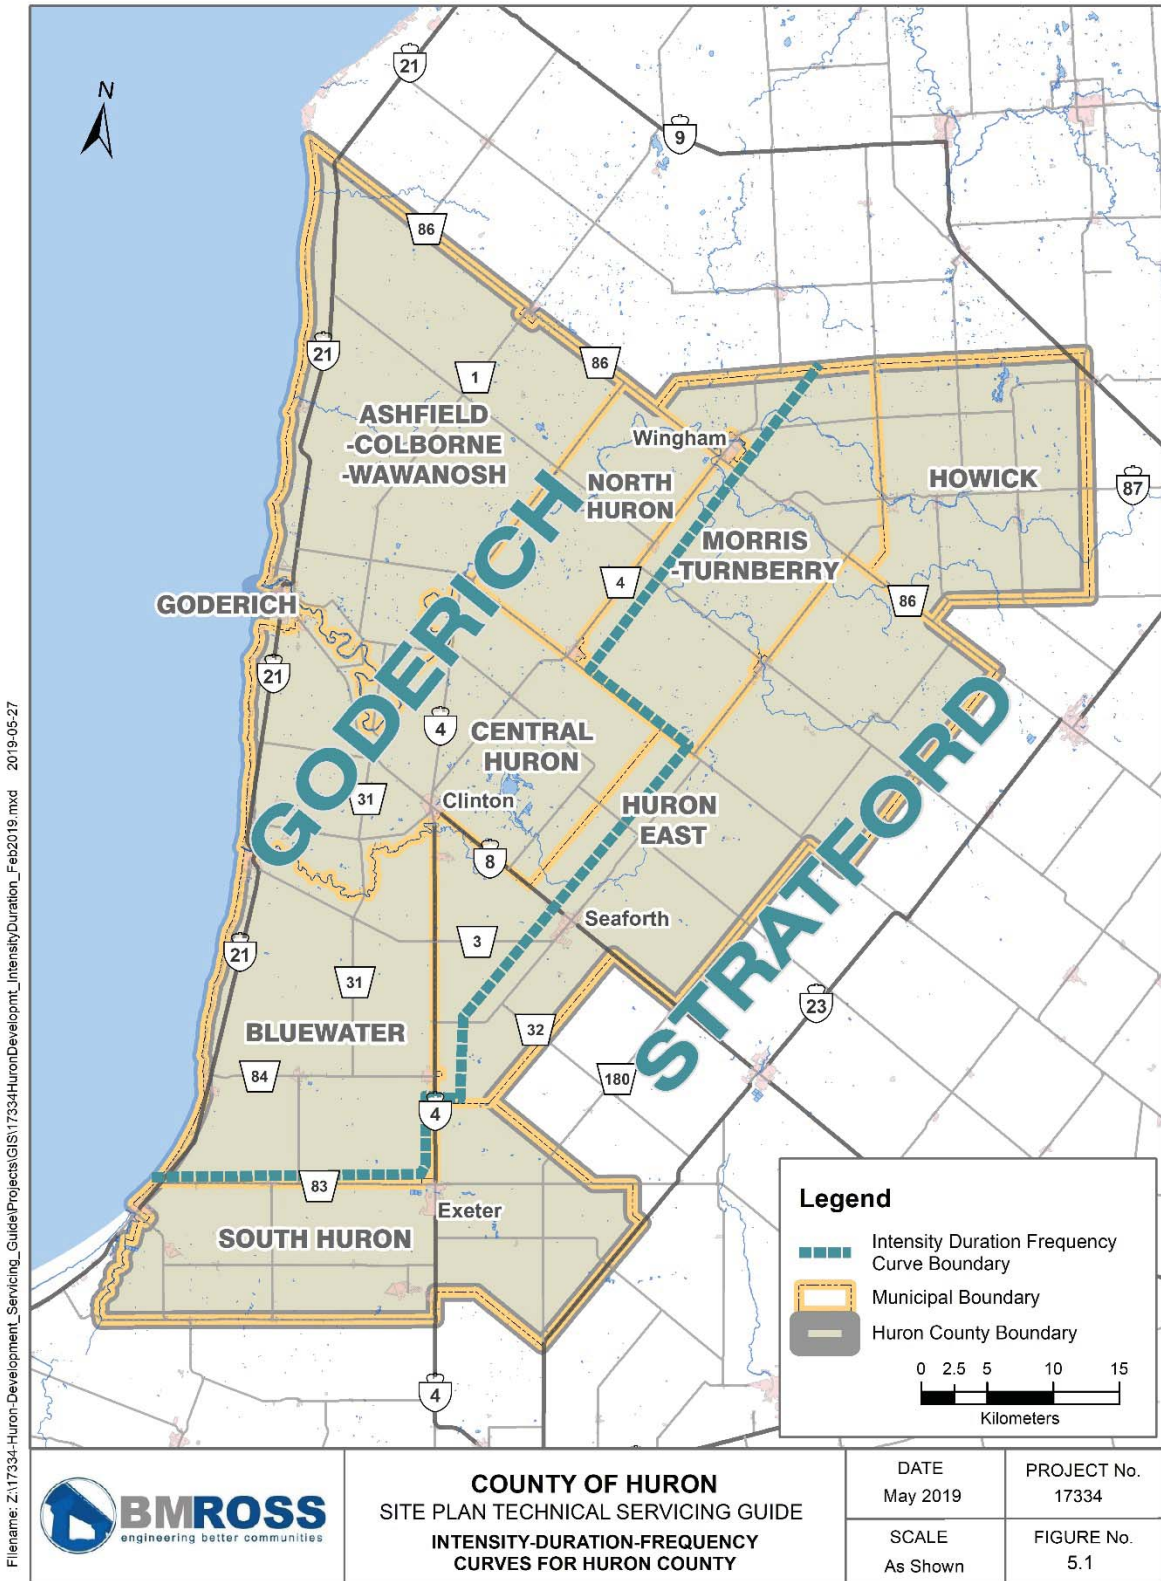 N
21
9
86
21
1
86
ASHFIELD
-COLBORNE
-WAWANOSH
Wingham
NORTH
HURON
HOWICK
87
MORRIS
-TURNBERRY
4
86
GODERICH
GODERICH
21
4
CENTRAL
HURON
31
Clinton
HURON
EAST
8
STRATFORD
Seaforth
3
21
31
23
BLUEWATER
32
84
180
4
83
Exeter
SOUTH HURON
4
Legend
Intensity Duration Frequency
Curve Boundary
Municipal Boundary
Huron County Boundary
0 2.5 5 10 15
Kilometers
Filename: Z:\17334-Huron-Development_Servicing_Guide\Projects\GIS\17334HuronDevelopmt_IntensityDuration_Feb2019.mxd 2019-05-27
BMROSS
engineering better communities
COUNTY OF HURON
SITE PLAN TECHNICAL SERVICING GUIDE
INTENSITY-DURATION-FREQUENCY
CURVES FOR HURON COUNTY
DATE
May 2019
PROJECT No.
17334
SCALE
As Shown
FIGURE No.
5.1